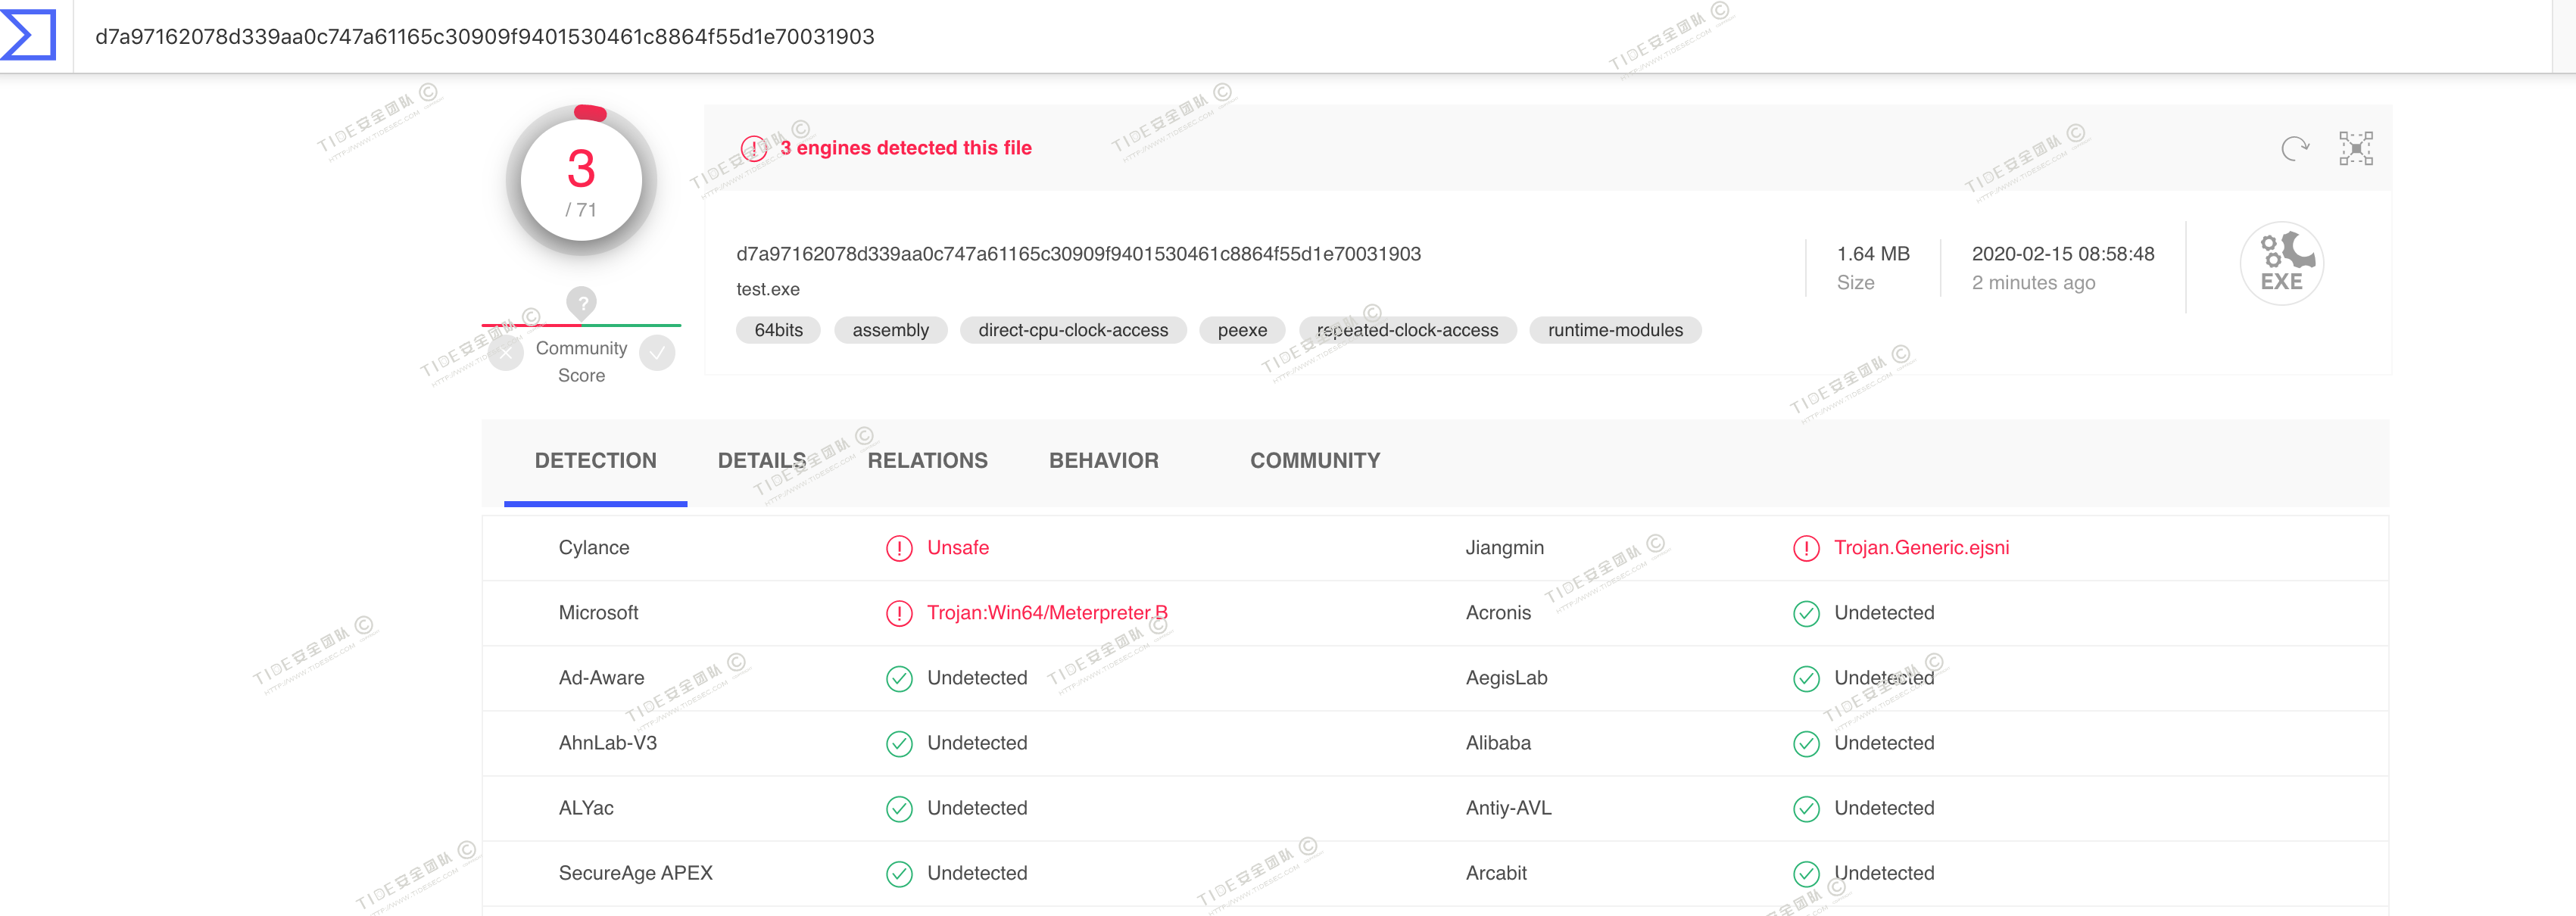 d7a97162078d339aa0c747a61165c30909f9401530461c8864f55d1e70031903
3
/ 71
3 engines detected this file
d7a97162078d339aa0c747a61165c30909f9401530461c8864f55d1e70031903
test.exe
64bits assembly direct-cpu-clock-access peexe repeated-clock-access runtime-modules
1.64 MB
Size
2020-02-15 08:58:48
2 minutes ago
EXE
?
Community
Score
DETECTION DETAILS RELATIONS BEHAVIOR COMMUNITY
Cylance Unsafe Jiangmin Trojan.Generic.ejsni
Microsoft Trojan:Win64/Meterpreter.B Acronis Undetected
Ad-Aware Undetected AegisLab Undetected
AhnLab-V3 Undetected Alibaba Undetected
ALYac Undetected Antiy-AVL Undetected
SecureAge APEX Undetected Arcabit Undetected
TIDE安全团队 ©
HTTP://WWW.TIDESEC.COM